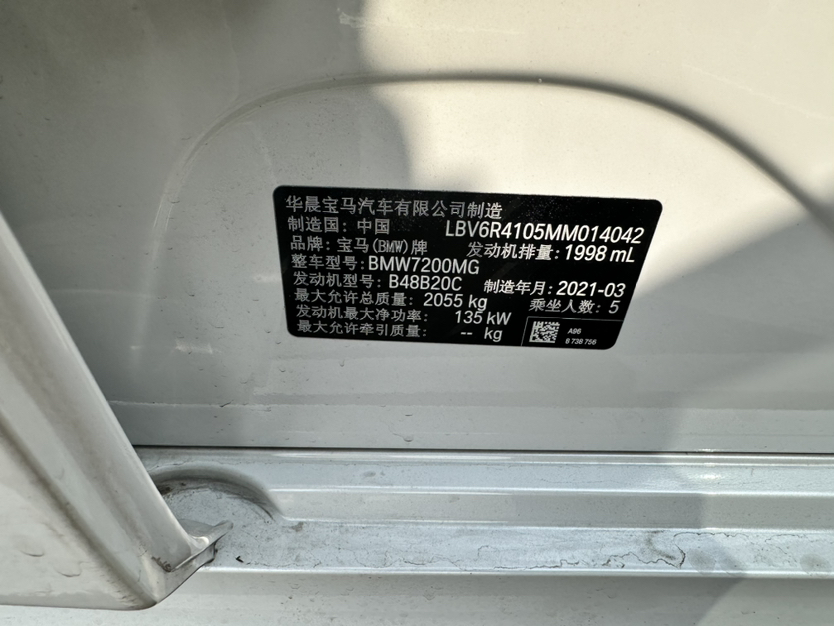 华晨宝马汽车有限公司制造
制造国：中国 LBV6R4105MM014042
品牌：宝马(BMW)牌 发动机排量：1998 mL
整车型号：BMW7200MG
发动机型号：B48B20C 制造年月：2021-03
最大允许总质量：2055 kg 乘坐人数：5
发动机最大净功率：135 kW
最大允许牵引质量：-- kg
A96
8 738 756